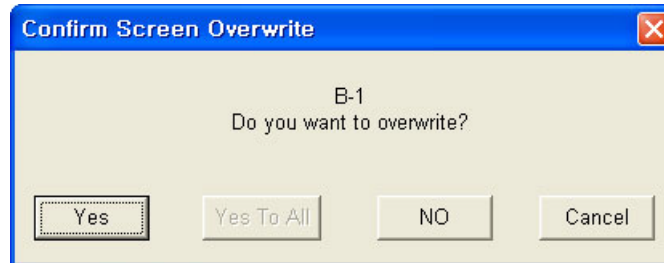 Confirm Screen Overwrite
B-1
Do you want to overwrite?
Yes Yes To All NO Cancel